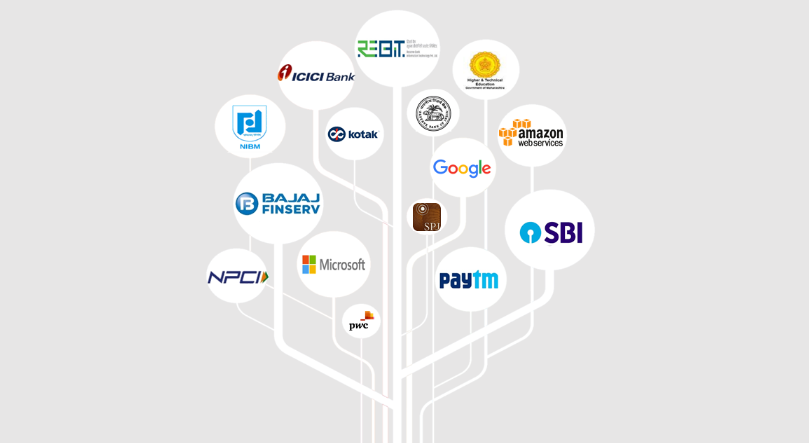 REBIT
ICICI Bank
Higher & Technical
Education
Government of Maharashtra
NIBM
kotak
amazon
web services
Google
BAJAJ
FINSERV
SPJ
SBI
NPCI
Microsoft
paytm
pwc